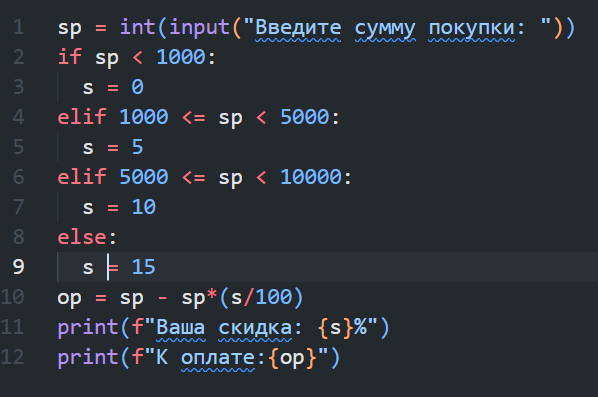 1 sp = int(input("Введите сумму покупки: "))
2 if sp < 1000:
3   s = 0
4 elif 1000 <= sp < 5000:
5   s = 5
6 elif 5000 <= sp < 10000:
7   s = 10
8 else:
9   s = 15
10 op = sp - sp*(s/100)
11 print(f"Ваша скидка: {s}%")
12 print(f"К оплате:{op}")